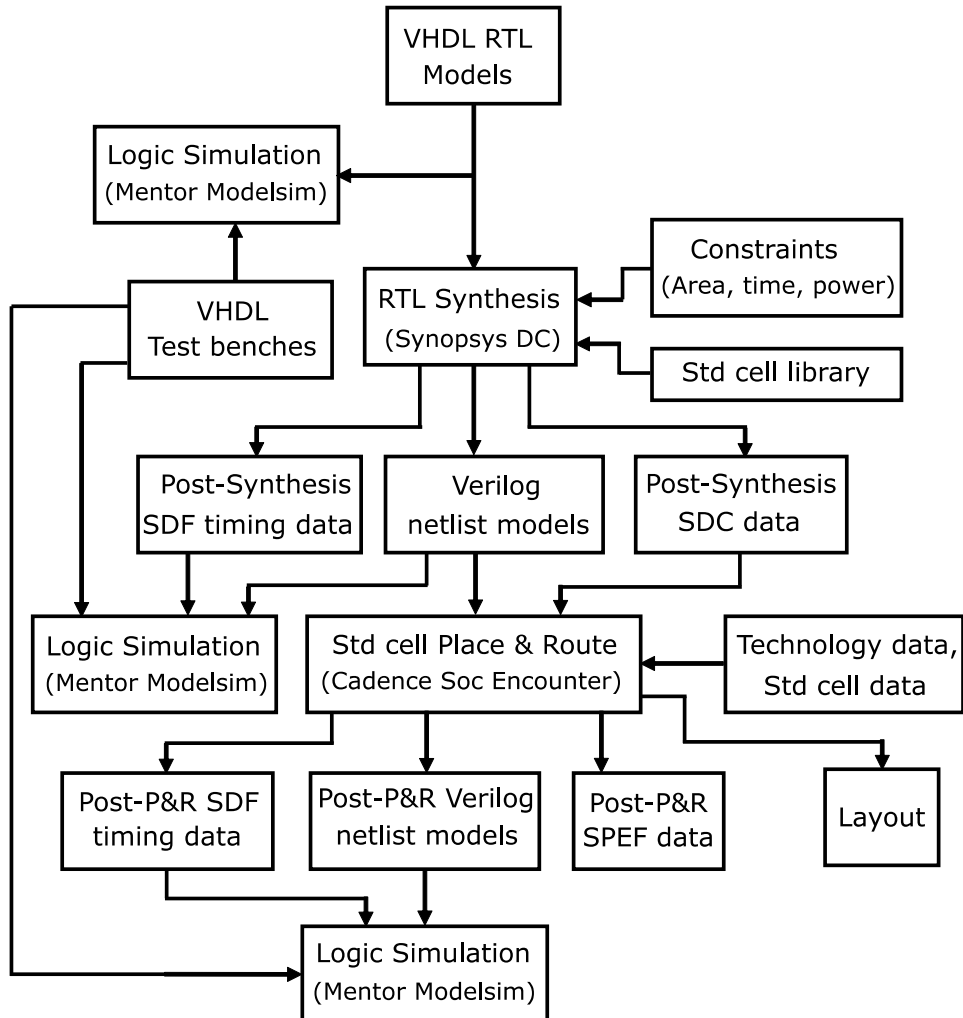 VHDL RTL
Models
Logic Simulation
(Mentor Modelsim)
Constraints
(Area, time, power)
RTL Synthesis
(Synopsys DC)
VHDL
Test benches
Std cell library
Post-Synthesis
SDF timing data
Verilog
netlist models
Post-Synthesis
SDC data
Logic Simulation
(Mentor Modelsim)
Std cell Place & Route
(Cadence Soc Encounter)
Technology data,
Std cell data
Post-P&R SDF
timing data
Post-P&R Verilog
netlist models
Post-P&R
SPEF data
Layout
Logic Simulation
(Mentor Modelsim)